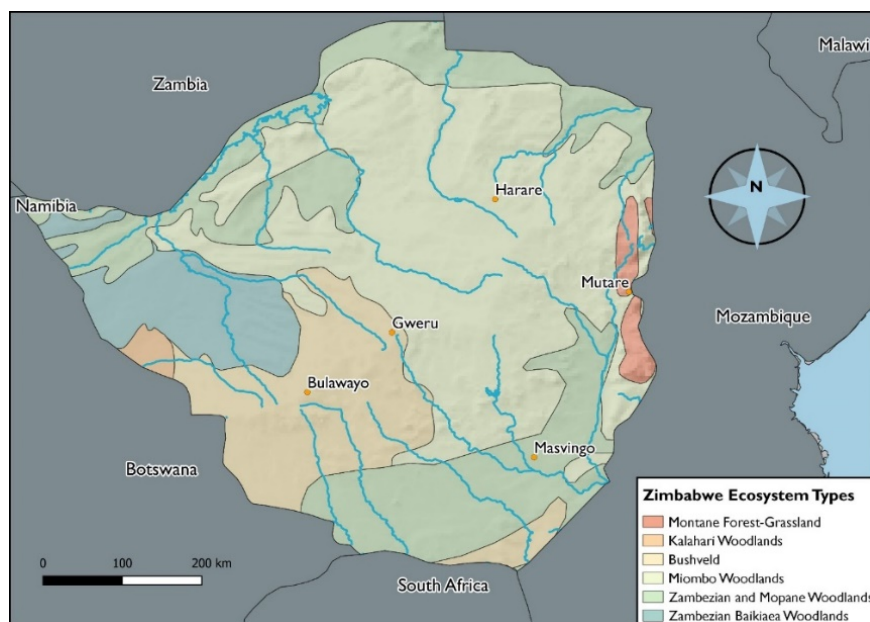 Malawi
Zambia
N
Harare
Namibia
Mutare
Mozambique
Gweru
Bulawayo
Masvingo
Botswana
Zimbabwe Ecosystem Types
Montane Forest-Grassland
Kalahari Woodlands
Bushveld
Miombo Woodlands
Zambezian and Mopane Woodlands
Zambezian Baikiaea Woodlands
0 100 200 km
South Africa